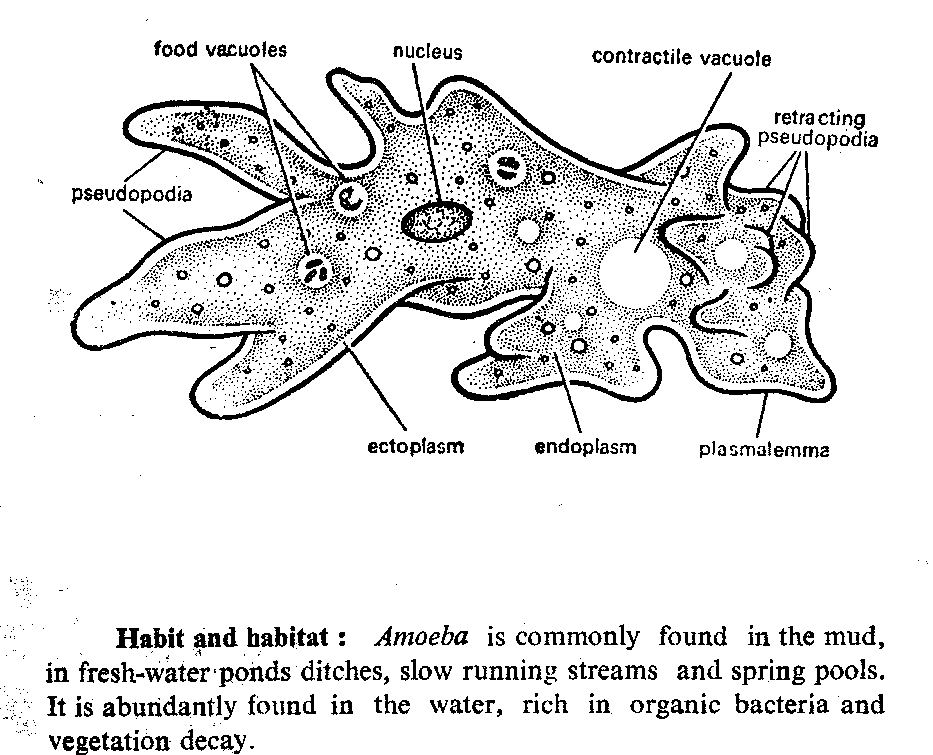 food vacuoles
nucleus
contractile vacuole
retracting
pseudopodia
pseudopodia
ectoplasm
endoplasm
plasmalemma
Habit and habitat : Amoeba is commonly found in the mud,
in fresh-water ponds ditches, slow running streams and spring pools.
It is abundantly found in the water, rich in organic bacteria and
vegetation decay.